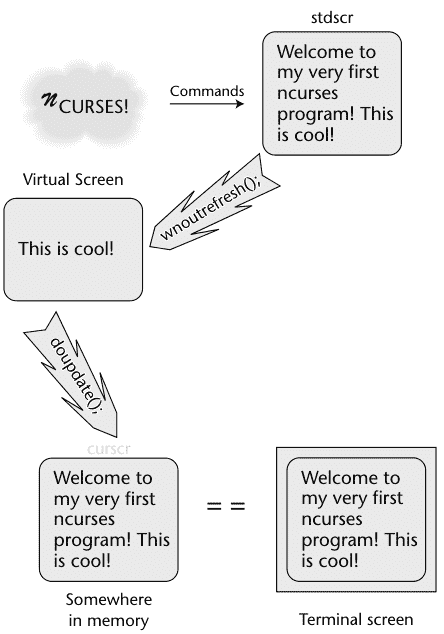 stdscr
Welcome to
my very first
ncurses
program! This
is cool!
nCURSES!
Commands
wnoutrefresh();
Virtual Screen
This is cool!
doupdate();
curscr
Welcome to
my very first
ncurses
program! This
is cool!
= =
Welcome to
my very first
ncurses
program! This
is cool!
Somewhere
in memory
Terminal screen